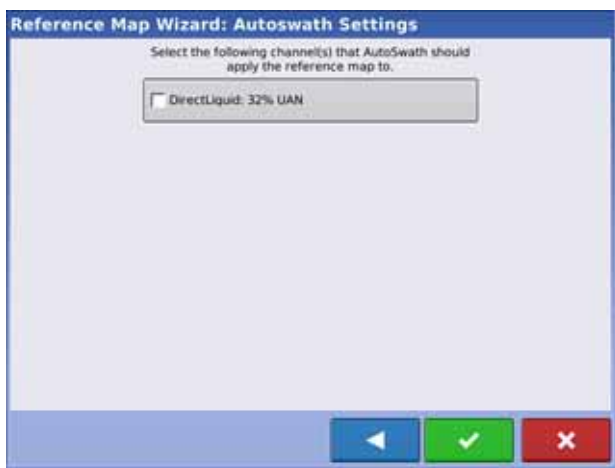 Reference Map Wizard: Autoswath Settings
Select the following channel(s) that AutoSwath should
apply the reference map to.
DirectLiquid: 32% UAN